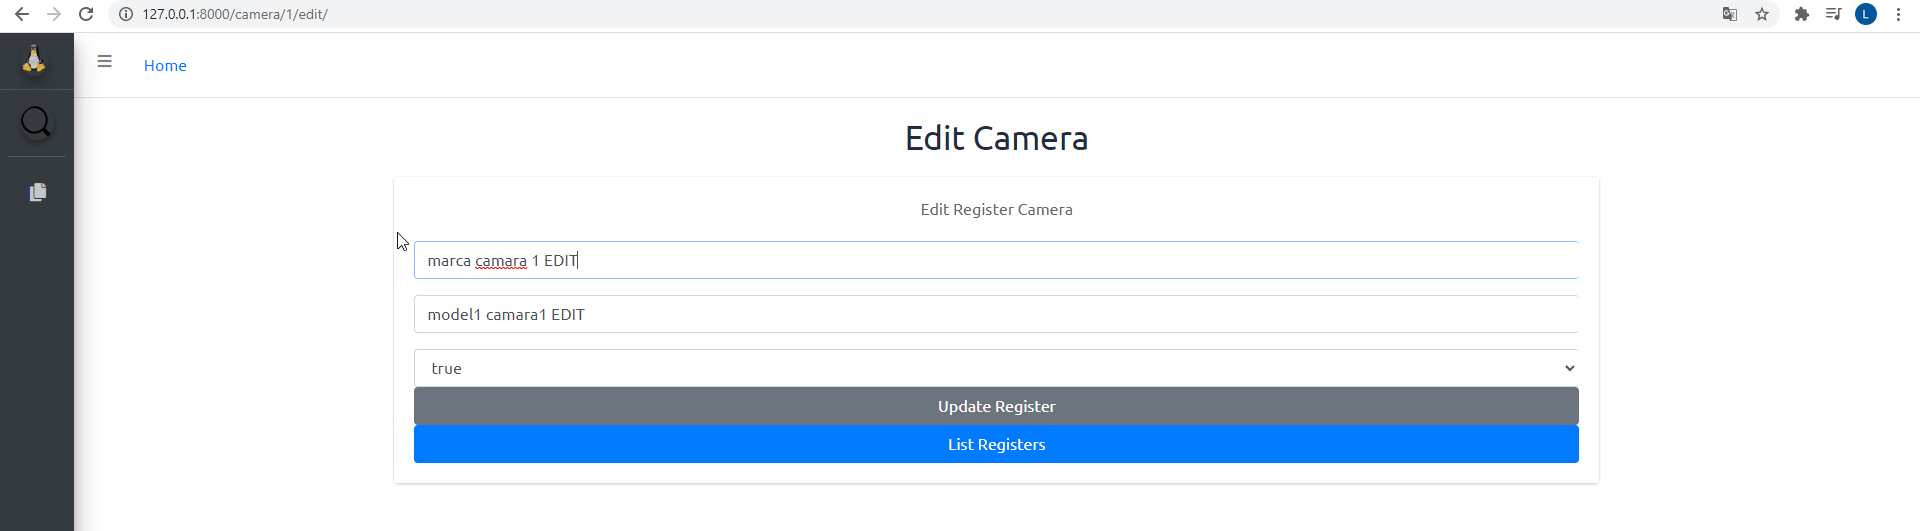 127.0.0.1:8000/camera/1/edit/
L
Home
Edit Camera
Edit Register Camera
marca camara 1 EDIT
model1 camara1 EDIT
true
Update Register
List Registers